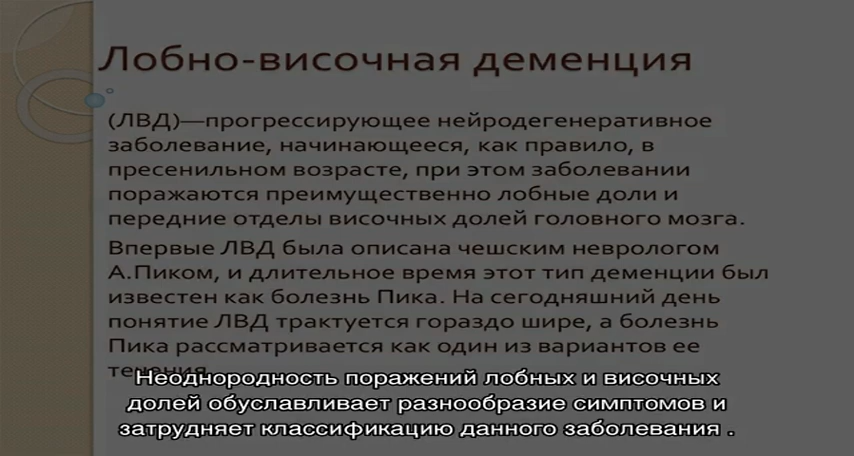 Лобно-височная деменция
(ЛВД)—прогрессирующее нейродегенеративное
заболевание, начинающееся, как правило, в
пресенильном возрасте, при этом заболевании
поражаются преимущественно лобные доли и
передние отделы височных долей головного мозга.
Впервые ЛВД была описана чешским неврологом
А.Пиком, и длительное время этот тип деменции был
известен как болезнь Пика. На сегодняшний день
понятие ЛВД трактуется гораздо шире, а болезнь
Пика рассматривается как один из вариантов ее
течения.
Неоднородность поражений лобных и височных
долей обуславливает разнообразие симптомов и
затрудняет классификацию данного заболевания .